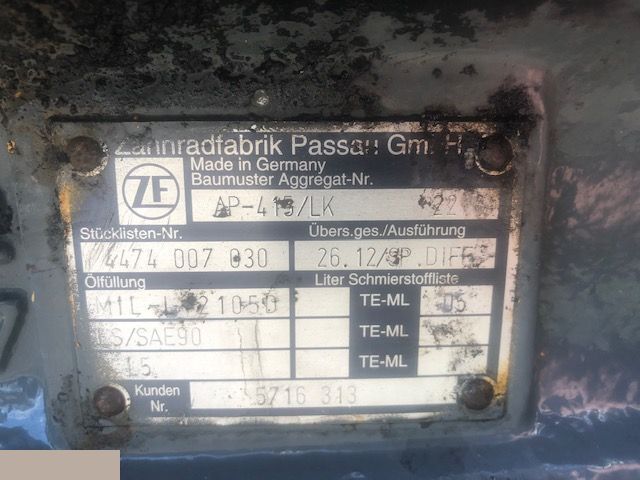 Zahnradfabrik Passau Gm. H.
ZF
Made in Germany
Baumuster Aggregat-Nr.
AP-415/LK 22
Stücklisten-Nr. Übers.ges./Ausführung
4474 007 030 26.12/SP.DIFF
Ölfüllung Liter Schmierstoffliste
MIL-L-2105D TE-ML 05
LS/SAE90 TE-ML
TE-ML
Kunden
Nr. 5716 313